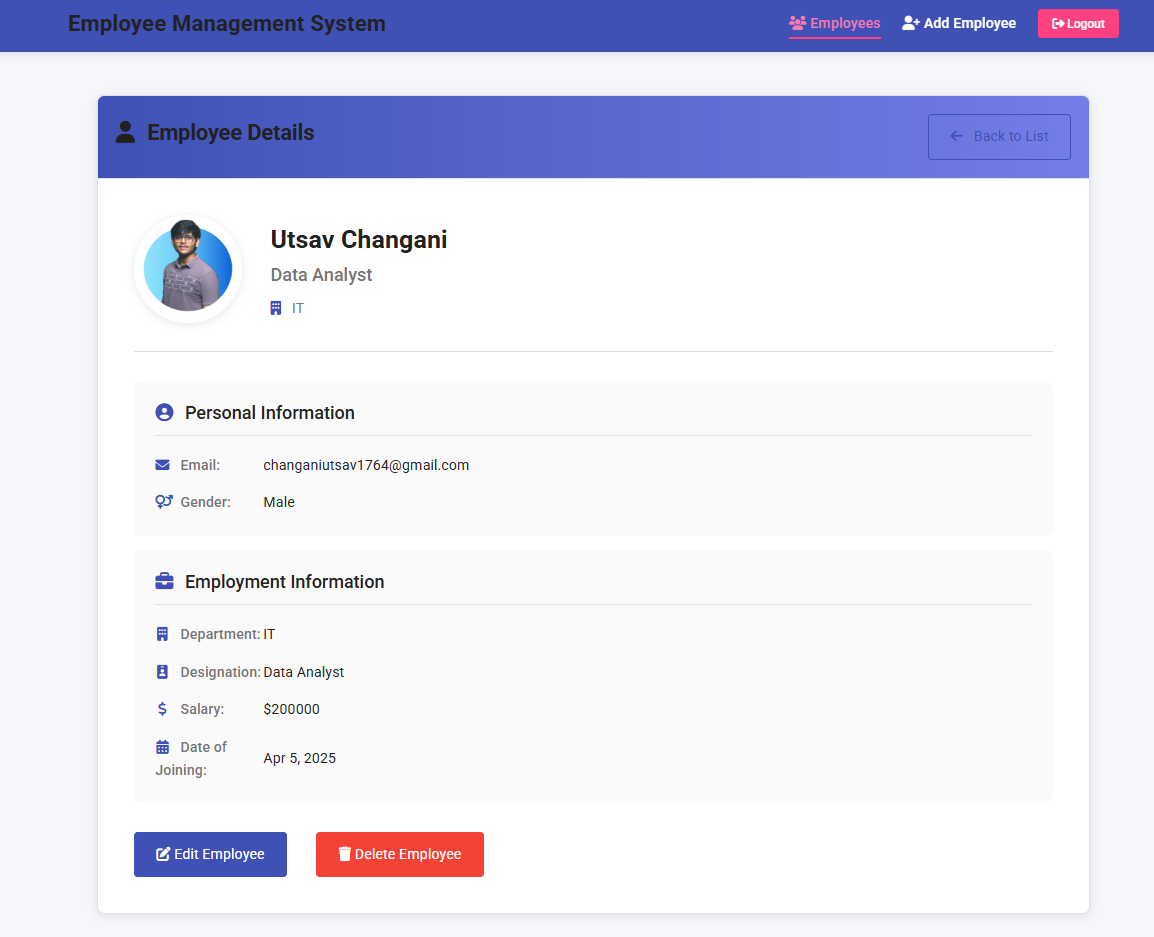 Employee Management System
Employees
Add Employee
Logout
Employee Details
Back to List
Utsav Changani
Data Analyst
IT
Personal Information
Email: changaniutsav1764@gmail.com
Gender: Male
Employment Information
Department: IT
Designation: Data Analyst
Salary: $200000
Date of
Joining: Apr 5, 2025
Edit Employee
Delete Employee